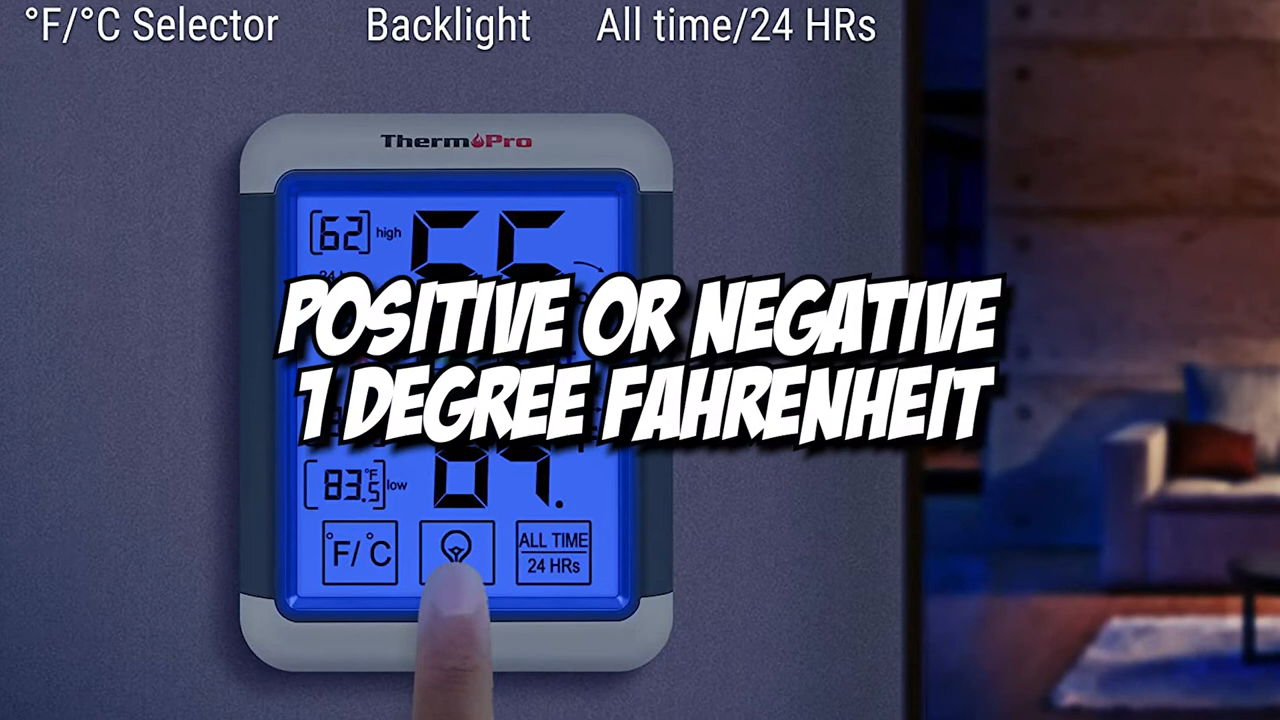 °F/°C Selector Backlight All time/24 HRs
ThermoPro
62 high
POSITIVE OR NEGATIVE
1 DEGREE FAHRENHEIT
83.5 °F low
°F/°C
ALL TIME
24 HRs